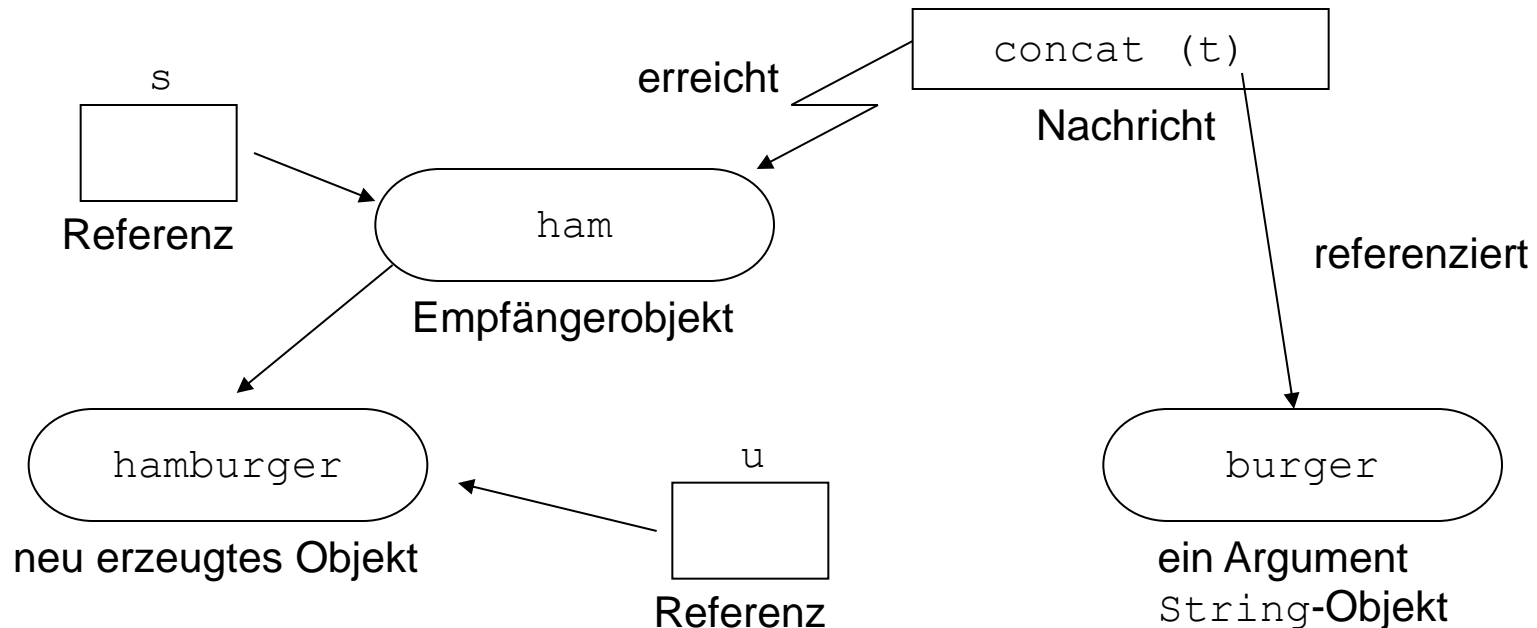 concat (t)
Nachricht
erreicht
s
Referenz
ham
Empfängerobjekt
referenziert
hamburger
neu erzeugtes Objekt
u
Referenz
burger
ein Argument
String-Objekt